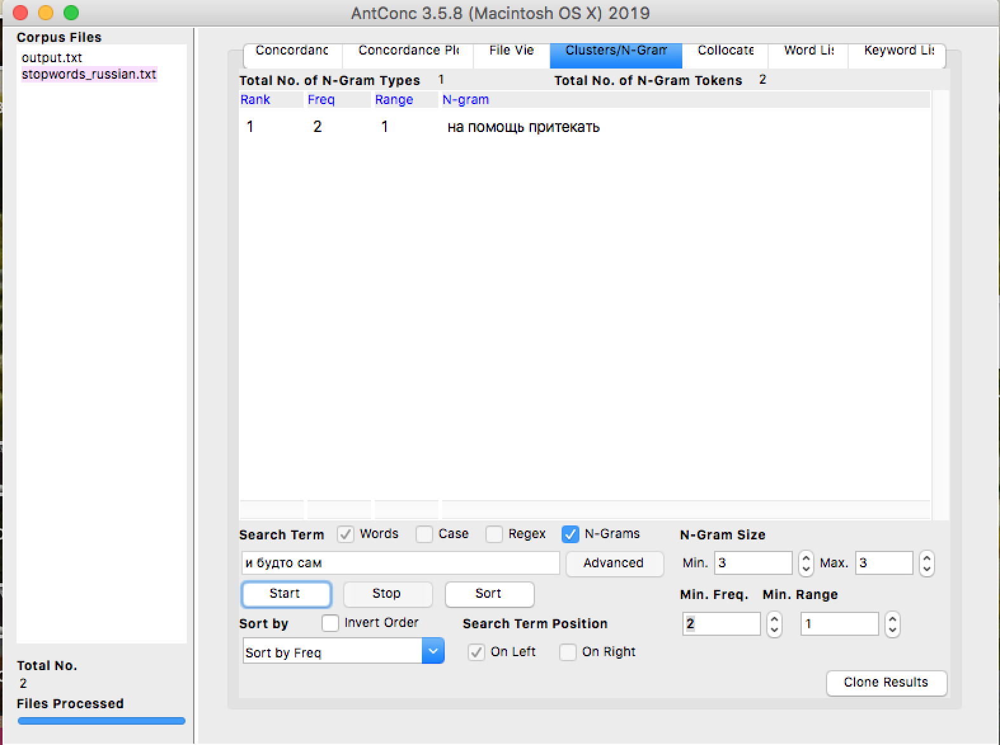 AntConc 3.5.8 (Macintosh OS X) 2019
Corpus Files
output.txt
stopwords_russian.txt
Total No.
2
Files Processed
Concordanc Concordance Plo File Vie Clusters/N-Gram Collocate Word Lis Keyword Lis
Total No. of N-Gram Types 1 Total No. of N-Gram Tokens 2
Rank Freq Range N-gram
1 2 1 на помощь притекать
Search Term Words Case Regex N-Grams N-Gram Size
и будто сам Advanced Min. 3 Max. 3
Start Stop Sort Min. Freq. Min. Range
Sort by Invert Order Search Term Position 2 1
Sort by Freq On Left On Right
Clone Results